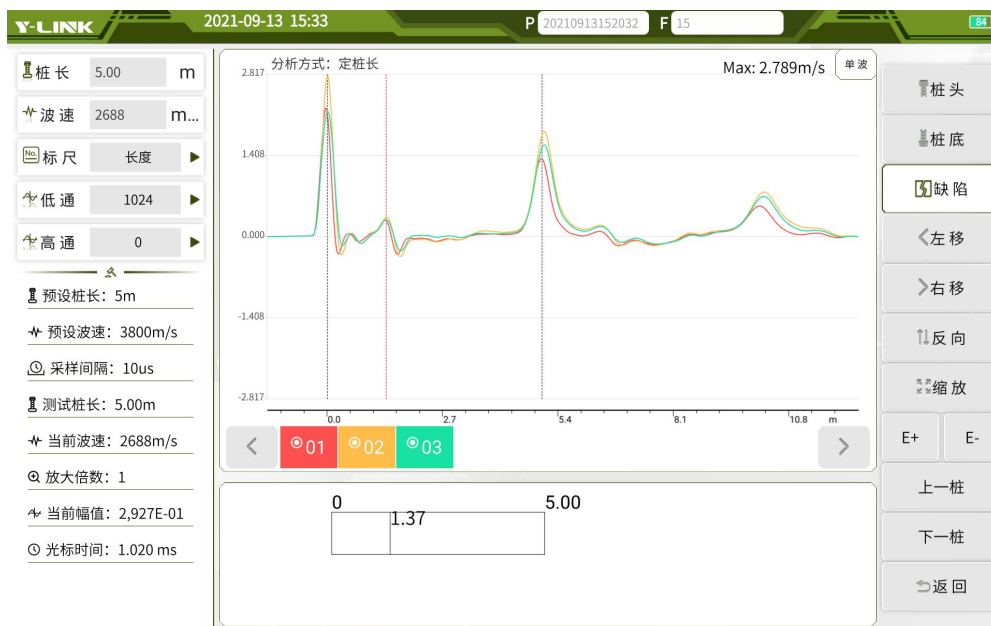 Y-LINK
2021-09-13 15:33
P 20210913152032 F 15
84
桩长 5.00 m
波速 2688 m...
No. 标尺 长度
低通 1024
高通 0
预设桩长：5m
预设波速：3800m/s
采样间隔：10us
测试桩长：5.00m
当前波速：2688m/s
放大倍数：1
当前幅值：2,927E-01
光标时间：1.020 ms
分析方式：定桩长
Max: 2.789m/s
单波
2.817
1.408
0.000
-1.408
-2.817
0.0 2.7 5.4 8.1 10.8 m
01 02 03
0 5.00
1.37
桩头
桩底
缺陷
左移
右移
反向
缩放
E+ E-
上一桩
下一桩
返回